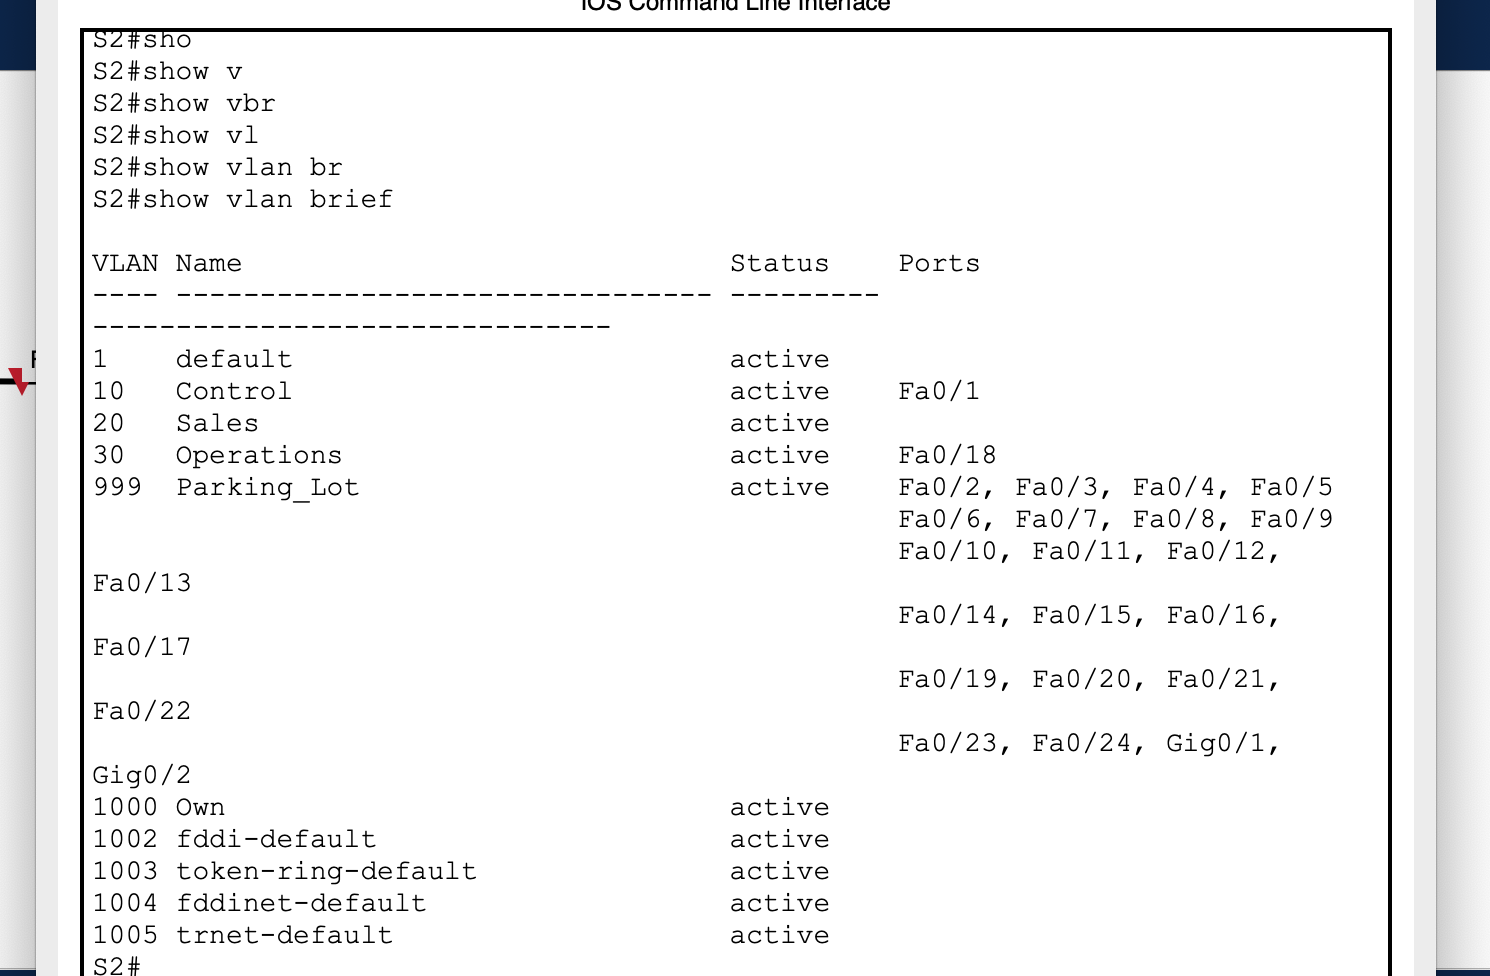 IOS Command Line Interface
S2#sho
S2#show v
S2#show vbr
S2#show vl
S2#show vlan br
S2#show vlan brief
VLAN Name Status Ports
---- -------------------------------- ---------
-------------------------------
1 default active
10 Control active Fa0/1
20 Sales active
30 Operations active Fa0/18
999 Parking_Lot active Fa0/2, Fa0/3, Fa0/4, Fa0/5
Fa0/6, Fa0/7, Fa0/8, Fa0/9
Fa0/10, Fa0/11, Fa0/12,
Fa0/13
Fa0/14, Fa0/15, Fa0/16,
Fa0/17
Fa0/19, Fa0/20, Fa0/21,
Fa0/22
Fa0/23, Fa0/24, Gig0/1,
Gig0/2
1000 Own active
1002 fddi-default active
1003 token-ring-default active
1004 fddinet-default active
1005 trnet-default active
S2#